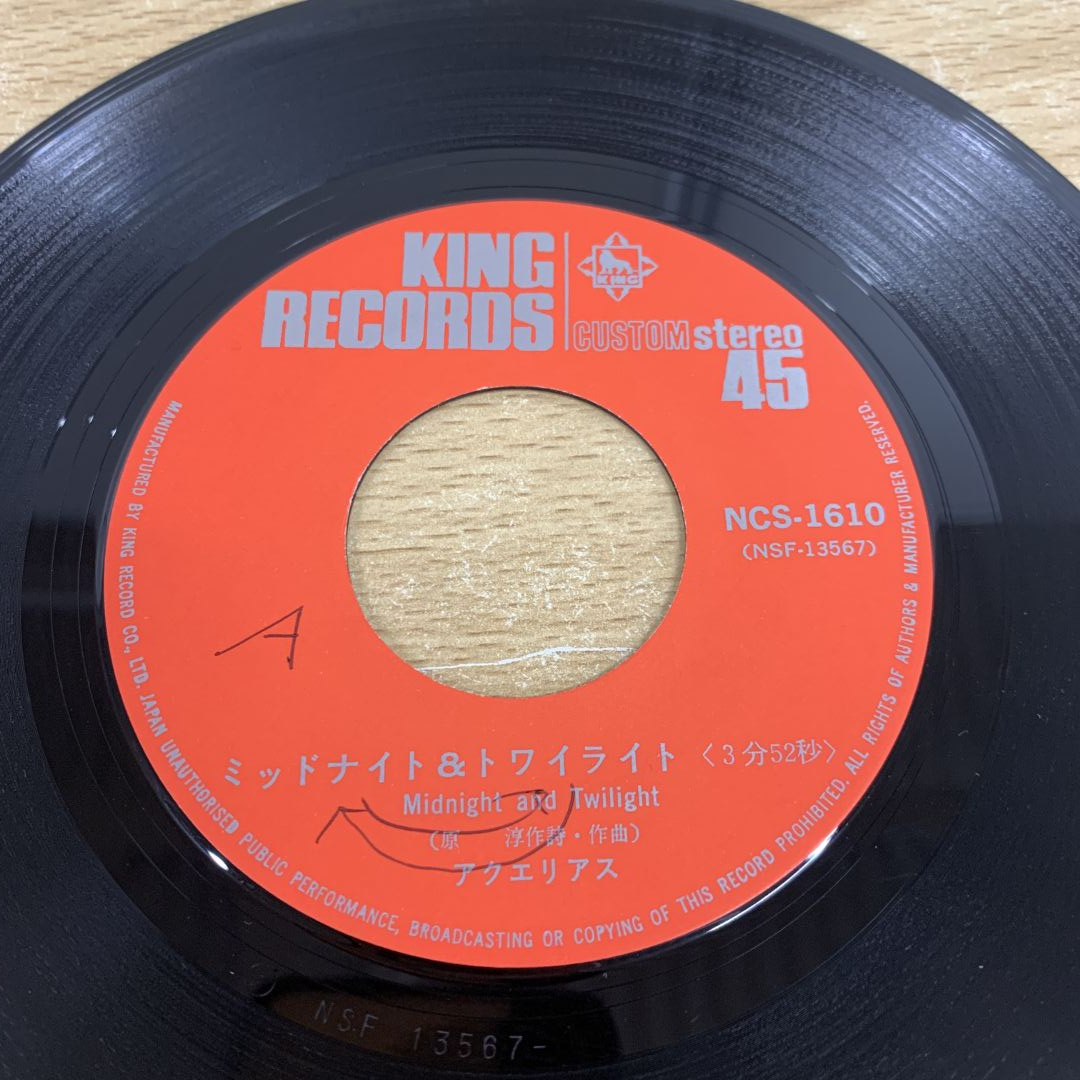 KING
RECORDS
KING
CUSTOM stereo
45
NCS-1610
(NSF-13567)
A
ミッドナイト&トワイライト 〈3分52秒〉
Midnight and Twilight
(原 淳作詩・作曲)
アクエリアス
MANUFACTURED BY KING RECORD CO., LTD. JAPAN UNAUTHORISED PUBLIC PERFORMANCE, BROADCASTING OR COPYING OF THIS RECORD PROHIBITED. ALL RIGHTS OF AUTHORS & MANUFACTURER RESERVED.
NSF 13567-